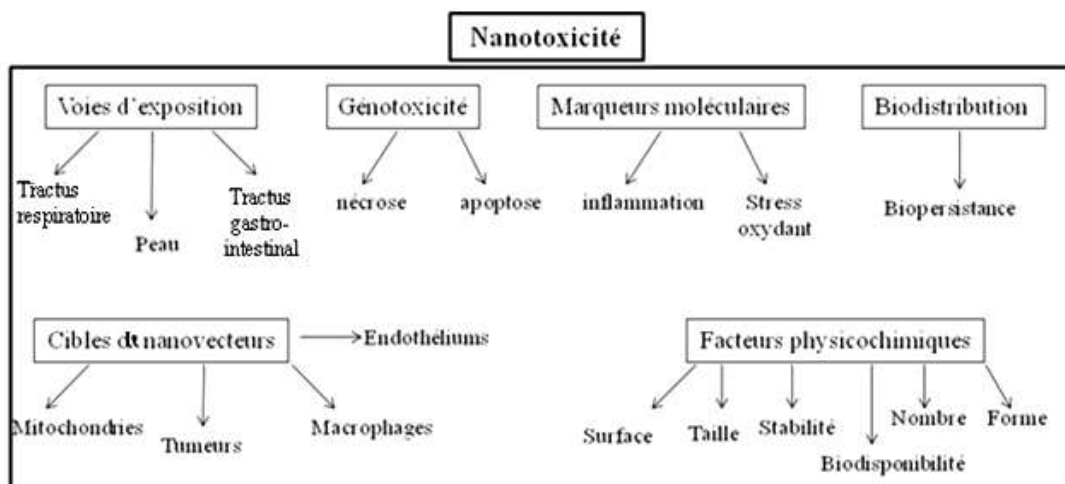 Nanotoxicité
Voies d'exposition
Génotoxicité
Marqueurs moléculaires
Biodistribution
Tractus
respiratoire
Peau
Tractus
gastro-
intestinal
nécrose
apoptose
inflammation
Stress
oxydant
Biopersistance
Cibles nanovecteurs
Endothéliums
Facteurs physicochimiques
Mitochondries
Tumeurs
Macrophages
Surface
Taille
Stabilité
Biodisponibilité
Nombre
Forme